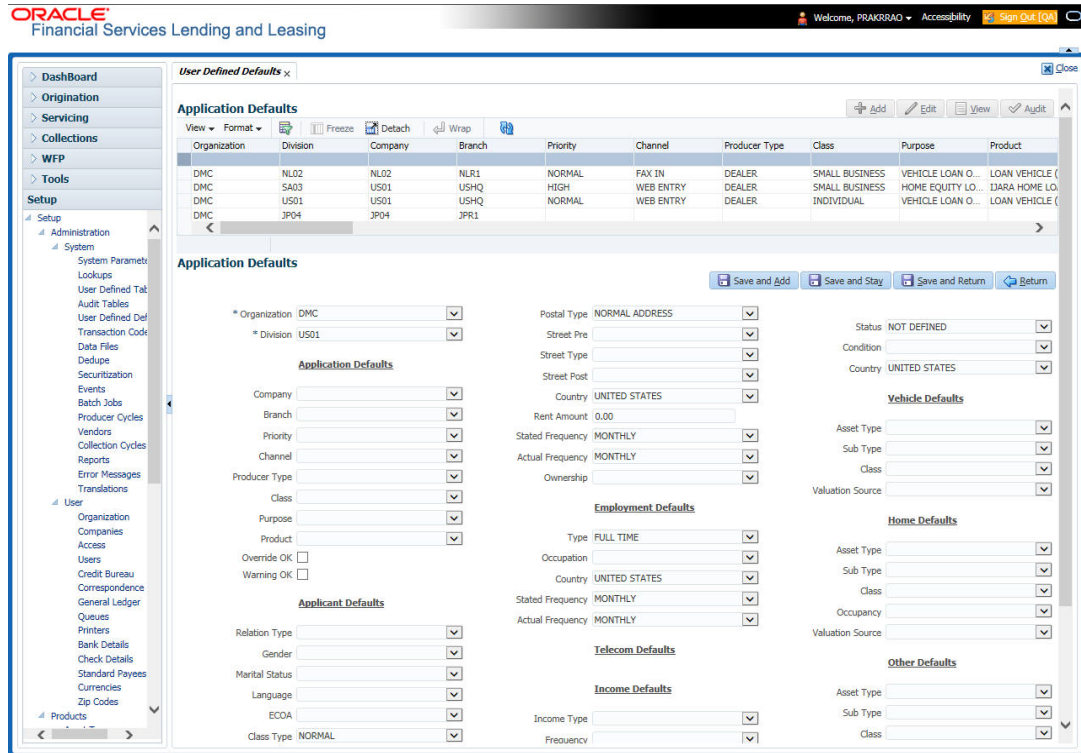 ORACLE®
Financial Services Lending and Leasing
Welcome, PRAKRRAO Accessibility Sign Out [QA]
DashBoard
Origination
Servicing
Collections
WFP
Tools
Setup
Setup
Administration
System
System Paramete
Lookups
User Defined Tab
Audit Tables
User Defined Def
Transaction Code
Data Files
Dedupe
Securitization
Events
Batch Jobs
Producer Cycles
Vendors
Collection Cycles
Reports
Error Messages
Translations
User
Organization
Companies
Access
Users
Credit Bureau
Correspondence
General Ledger
Queues
Printers
Bank Details
Check Details
Standard Payees
Currencies
Zip Codes
Products
User Defined Defaults
Close
Application Defaults
Add Edit View Audit
View Format Freeze Detach Wrap
Organization Division Company Branch Priority Channel Producer Type Class Purpose Product
DMC NL02 NL02 NLR1 NORMAL FAX IN DEALER SMALL BUSINESS VEHICLE LOAN O... LOAN VEHICLE (
DMC SA03 US01 USHQ HIGH WEB ENTRY DEALER SMALL BUSINESS HOME EQUITY LO... IJARA HOME LO
DMC US01 US01 USHQ NORMAL WEB ENTRY DEALER INDIVIDUAL VEHICLE LOAN O... LOAN VEHICLE (
DMC JP04 JP04 JPR1
Application Defaults
Save and Add Save and Stay Save and Return Return
* Organization DMC
* Division US01
Application Defaults
Company
Branch
Priority
Channel
Producer Type
Class
Purpose
Product
Override OK
Warning OK
Applicant Defaults
Relation Type
Gender
Marital Status
Language
ECOA
Class Type NORMAL
Postal Type NORMAL ADDRESS
Street Pre
Street Type
Street Post
Country UNITED STATES
Rent Amount 0.00
Stated Frequency MONTHLY
Actual Frequency MONTHLY
Ownership
Employment Defaults
Type FULL TIME
Occupation
Country UNITED STATES
Stated Frequency MONTHLY
Actual Frequency MONTHLY
Telecom Defaults
Income Defaults
Income Type
Frequency
Status NOT DEFINED
Condition
Country UNITED STATES
Vehicle Defaults
Asset Type
Sub Type
Class
Valuation Source
Home Defaults
Asset Type
Sub Type
Class
Occupancy
Valuation Source
Other Defaults
Asset Type
Sub Type
Class